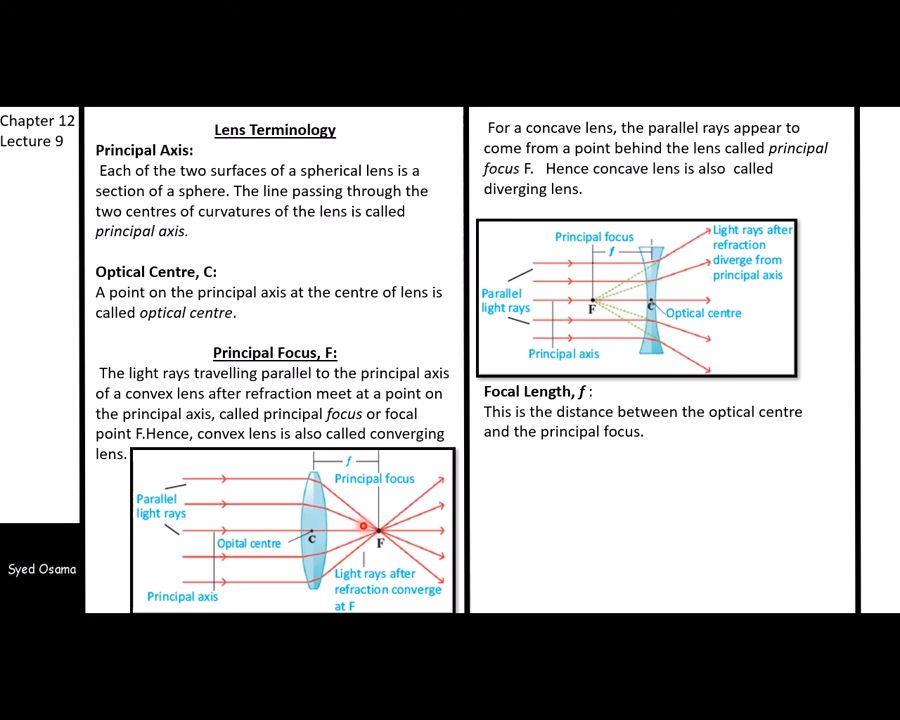 Chapter 12
Lecture 9
Syed Osama
Lens Terminology
Principal Axis:
Each of the two surfaces of a spherical lens is a
section of a sphere. The line passing through the
two centres of curvatures of the lens is called
principal axis.
Optical Centre, C:
A point on the principal axis at the centre of lens is
called optical centre.
Principal Focus, F:
The light rays travelling parallel to the principal axis
of a convex lens after refraction meet at a point on
the principal axis, called principal focus or focal
point F.Hence, convex lens is also called converging
lens.
f
Principal focus
Parallel
light rays
Opital centre
C
F
Light rays after
refraction converge
at F
Principal axis
For a concave lens, the parallel rays appear to
come from a point behind the lens called principal
focus F. Hence concave lens is also called
diverging lens.
Principal focus
f
Light rays after
refraction
diverge from
principal axis
Parallel
light rays
F
C
Optical centre
Principal axis
Focal Length, f :
This is the distance between the optical centre
and the principal focus.